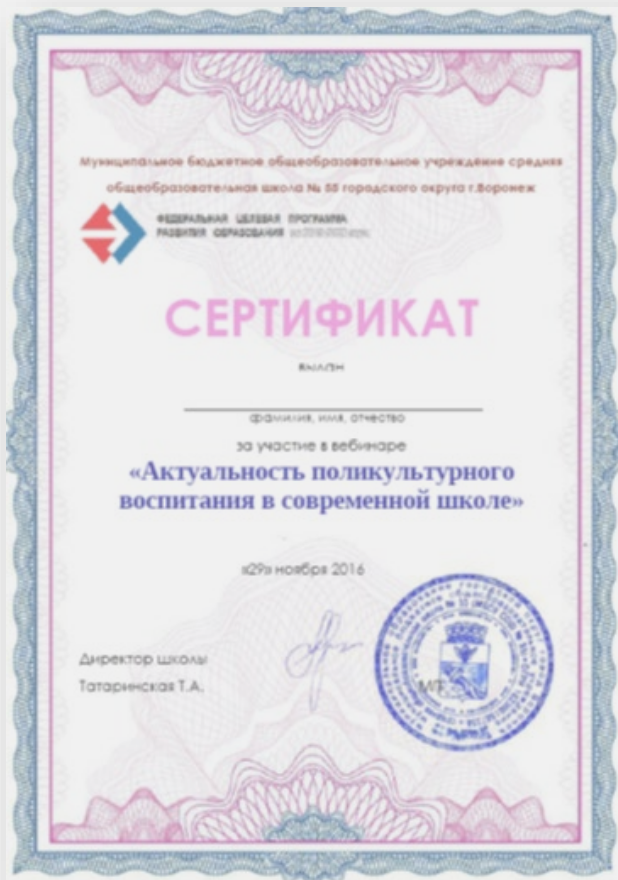 Муниципальное бюджетное общеобразовательное учреждение средняя
общеобразовательная школа № 55 городского округа г.Воронеж
ФЕДЕРАЛЬНАЯ ЦЕЛЕВАЯ ПРОГРАММА
РАЗВИТИЯ ОБРАЗОВАНИЯ
СЕРТИФИКАТ
выдан
фамилия, имя, отчество
за участие в вебинаре
«Актуальность поликультурного
воспитания в современной школе»
«29» ноября 2016
Директор школы
Татаринская Т.А.
МП